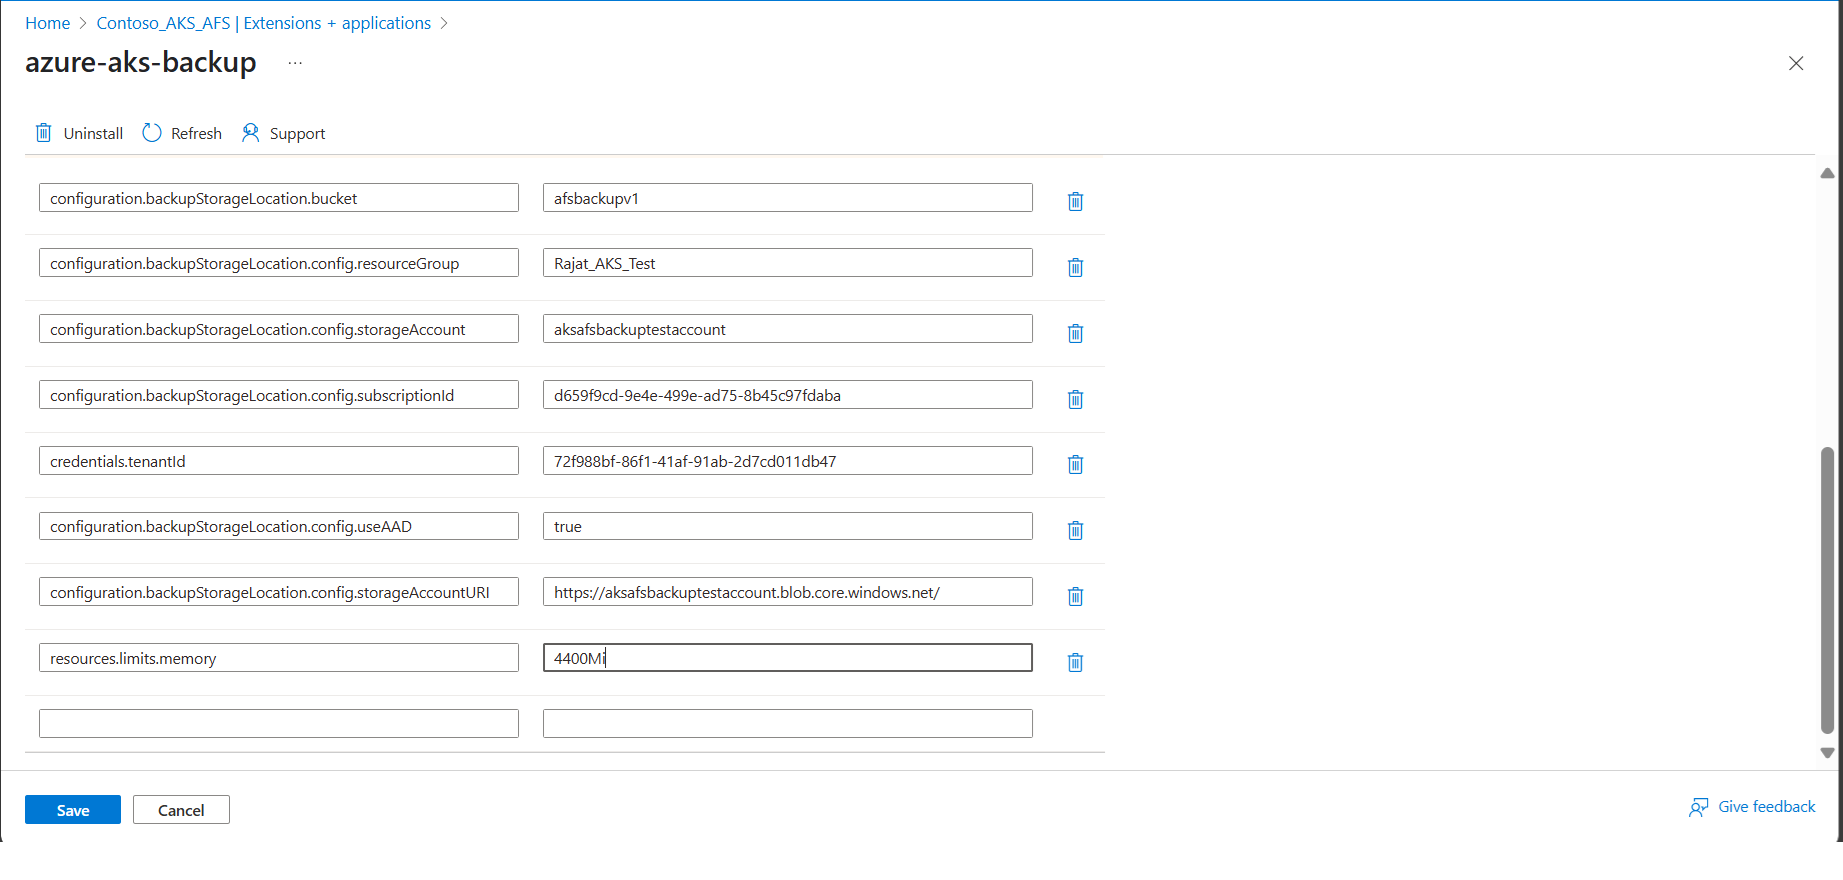 Home > Contoso_AKS_AFS | Extensions + applications >
azure-aks-backup ...
Uninstall Refresh Support
configuration.backupStorageLocation.bucket afsbackupv1
configuration.backupStorageLocation.config.resourceGroup Rajat_AKS_Test
configuration.backupStorageLocation.config.storageAccount aksafsbackuptestaccount
configuration.backupStorageLocation.config.subscriptionId d659f9cd-9e4e-499e-ad75-8b45c97fdaba
credentials.tenantId 72f988bf-86f1-41af-91ab-2d7cd011db47
configuration.backupStorageLocation.config.useAAD true
configuration.backupStorageLocation.config.storageAccountURI https://aksafsbackuptestaccount.blob.core.windows.net/
resources.limits.memory 4400Mi
Save Cancel Give feedback